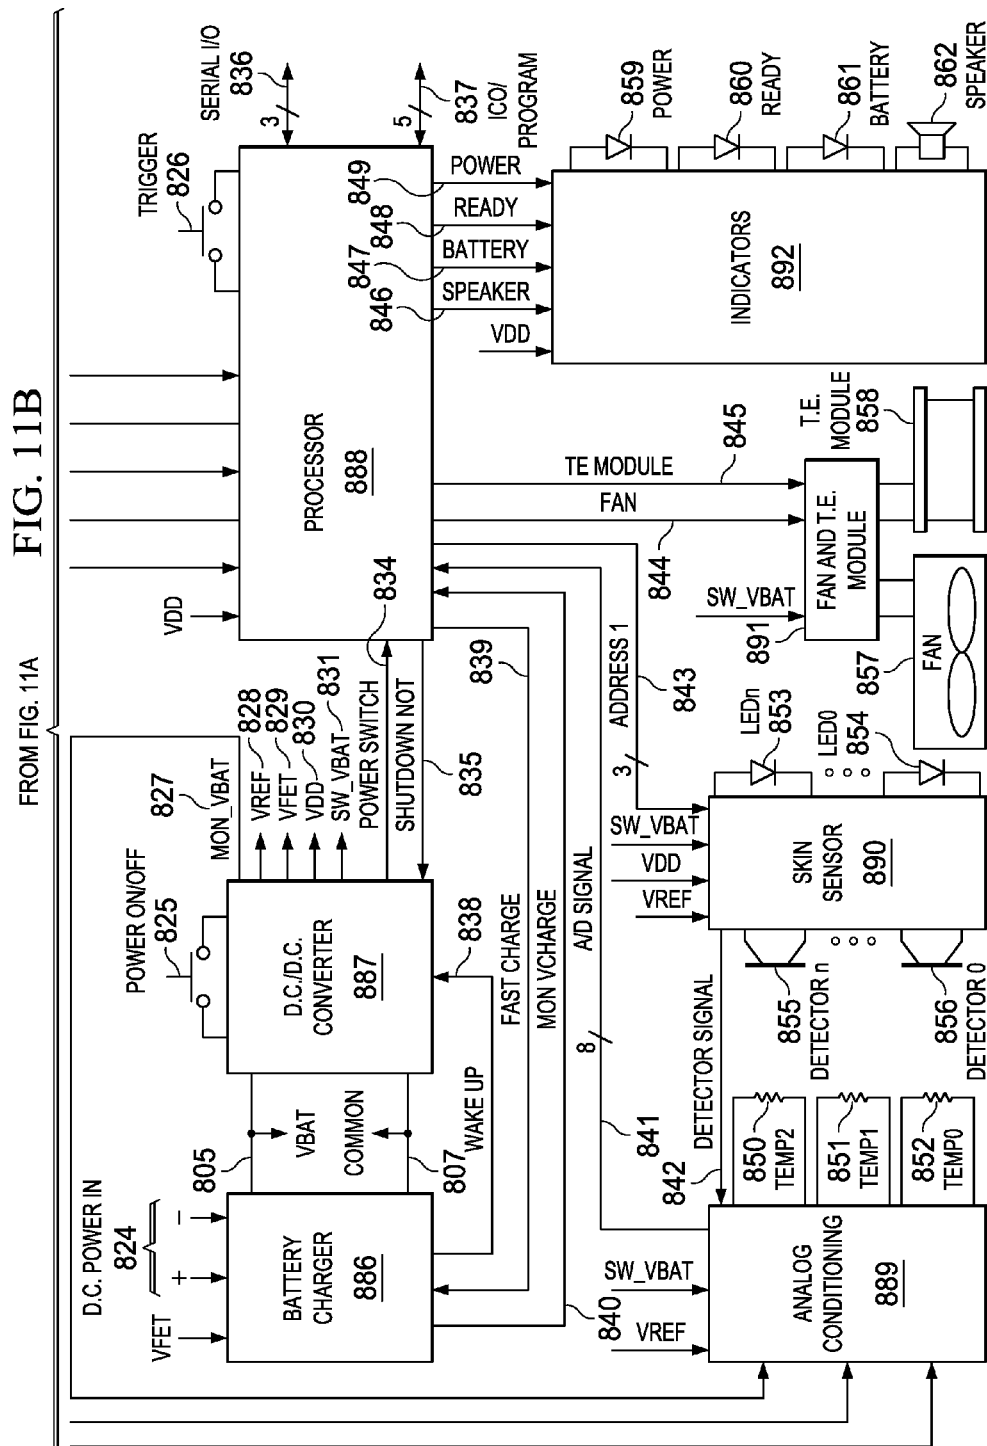 FROM FIG. 11A
FIG. 11B
D.C. POWER IN
824
VFET
+
−
BATTERY
CHARGER
886
805
VBAT
COMMON
807
POWER ON/OFF
825
D.C./D.C.
CONVERTER
887
WAKE UP
838
827
MON_VBAT
828
VREF
829
VFET
830
VDD
831
SW_VBAT
POWER SWITCH
834
SHUTDOWN NOT
835
VDD
PROCESSOR
888
TRIGGER
826
SERIAL I/O
836
3
5
837
ICO/
PROGRAM
849
POWER
848
READY
847
BATTERY
846
SPEAKER
VDD
INDICATORS
892
859
POWER
860
READY
861
BATTERY
862
SPEAKER
FAST CHARGE
839
MON VCHARGE
840
A/D SIGNAL
8
841
ADDRESS 1
843
3
TE MODULE
845
FAN
844
SW_VBAT
891
FAN AND T.E.
MODULE
T.E.
MODULE
858
FAN
857
SW_VBAT
VDD
VREF
SKIN
SENSOR
890
LEDn
853
LED0
854
855
DETECTOR n
856
DETECTOR 0
DETECTOR SIGNAL
842
SW_VBAT
VREF
ANALOG
CONDITIONING
889
850
TEMP2
851
TEMP1
852
TEMP0